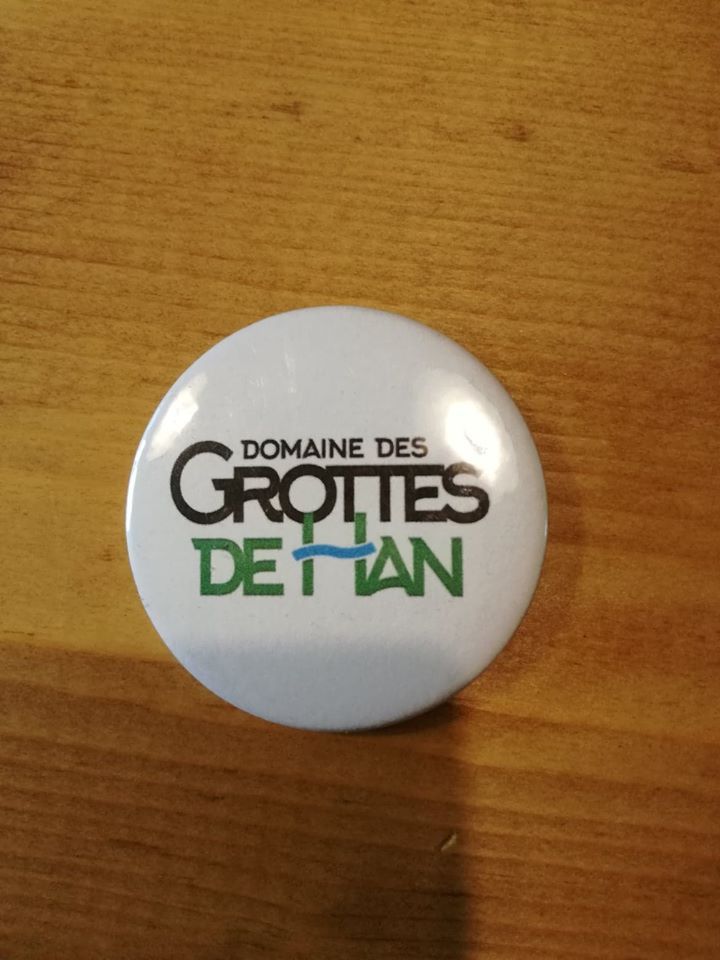 DOMAINE DES
GROTTES
DE HAN